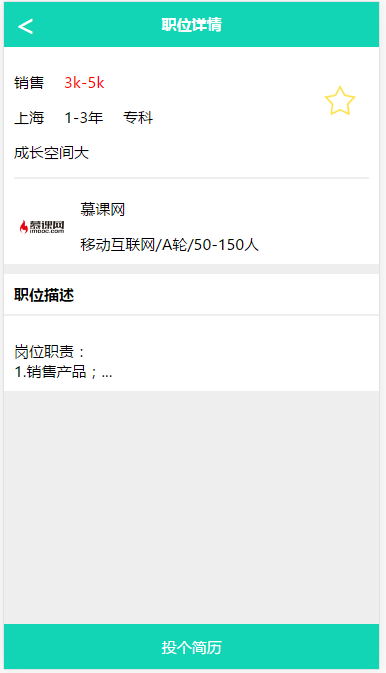 <
职位详情
销售 3k-5k
上海 1-3年 专科
成长空间大
慕课网
imooc.com
慕课网
移动互联网/A轮/50-150人
职位描述
岗位职责：
1.销售产品；...
投个简历